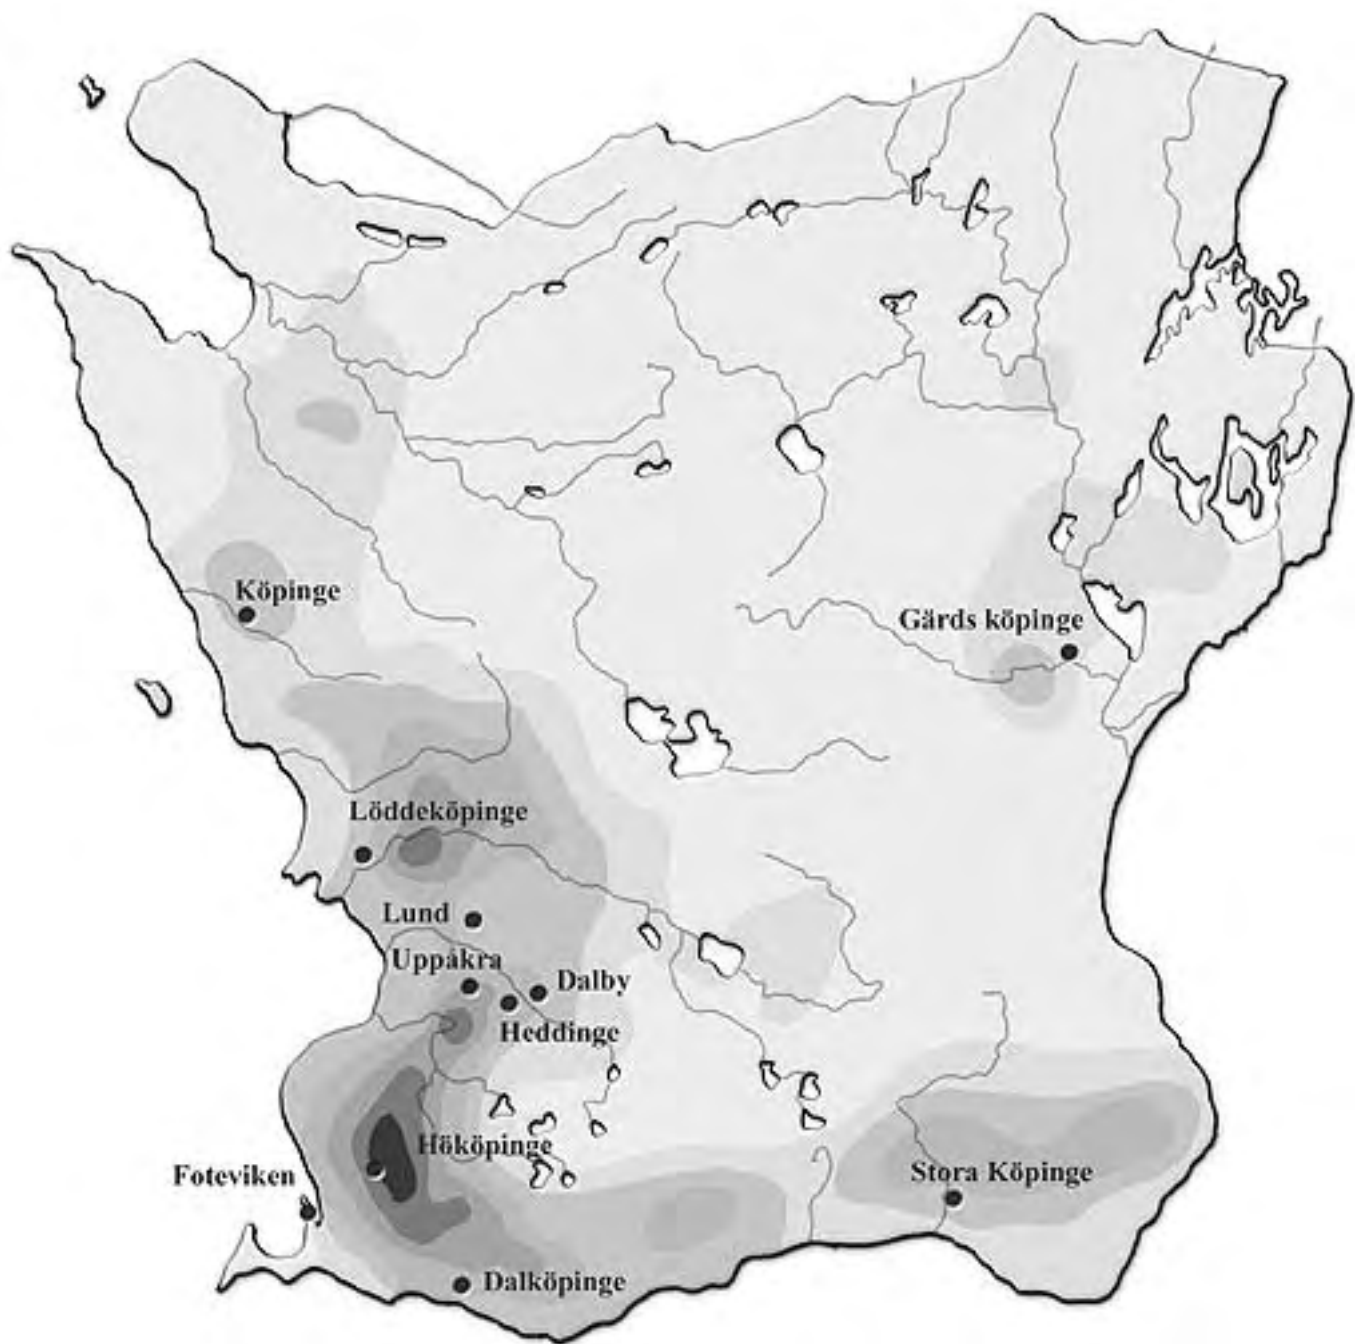 Köpinge
Gärds köpinge
Löddeköpinge
Lund
Uppåkra
Dalby
Heddinge
Hököpinge
Foteviken
Stora Köpinge
Dalköpinge